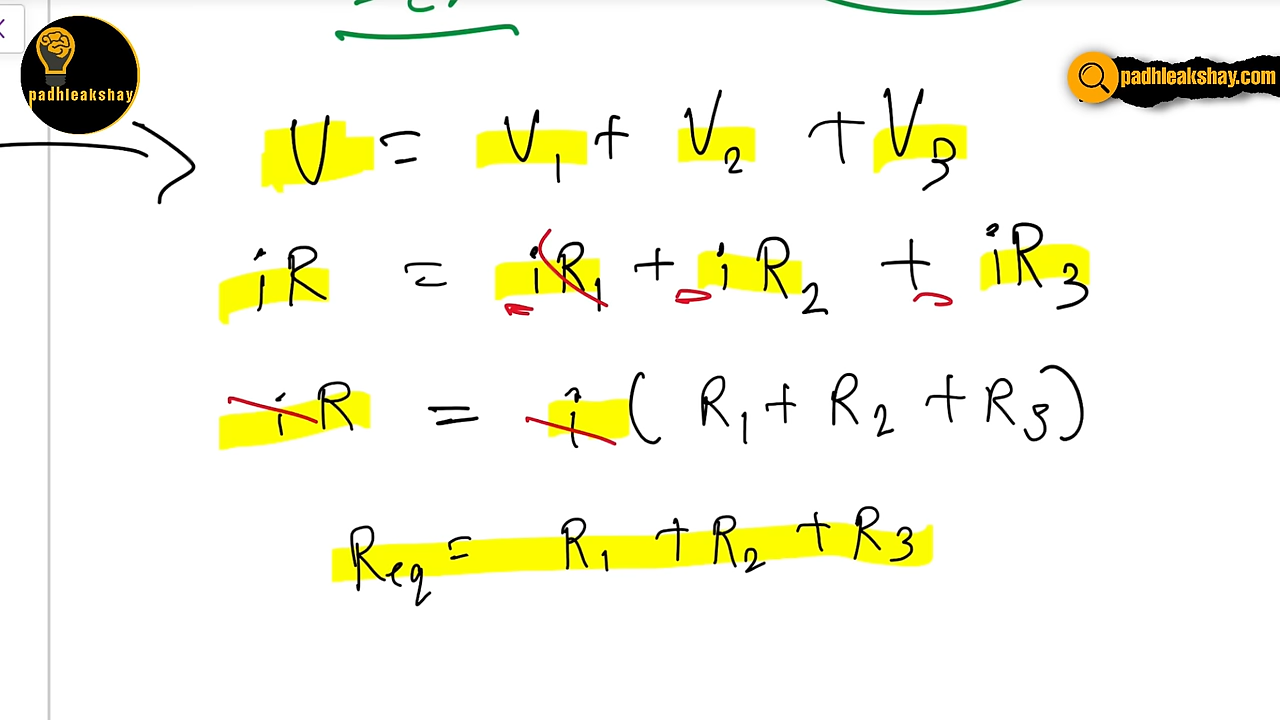 padhleakshay
padhleakshay.com
V = V₁ + V₂ + V₃
iR = iR₁ + iR₂ + iR₃
iR = i ( R₁ + R₂ + R₃ )
Req = R₁ + R₂ + R₃